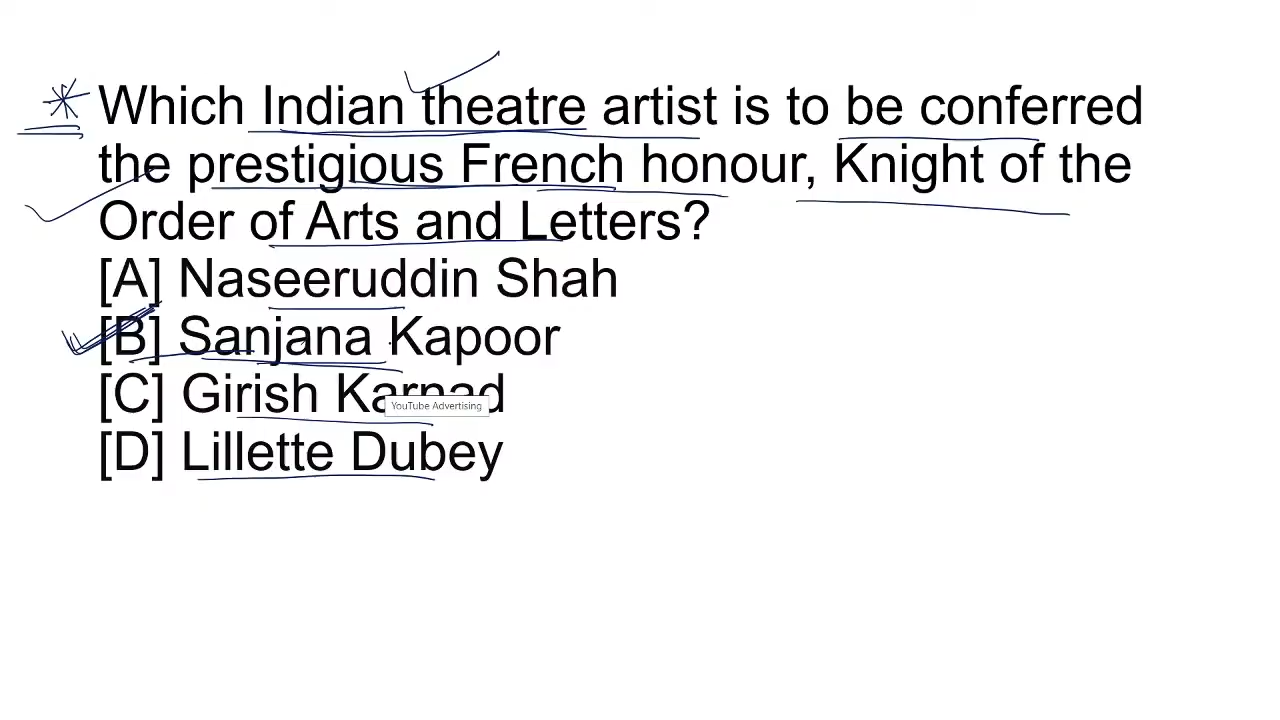 Which Indian theatre artist is to be conferred
the prestigious French honour, Knight of the
Order of Arts and Letters?
[A] Naseeruddin Shah
[B] Sanjana Kapoor
[C] Girish Karnad
YouTube Advertising
[D] Lillette Dubey